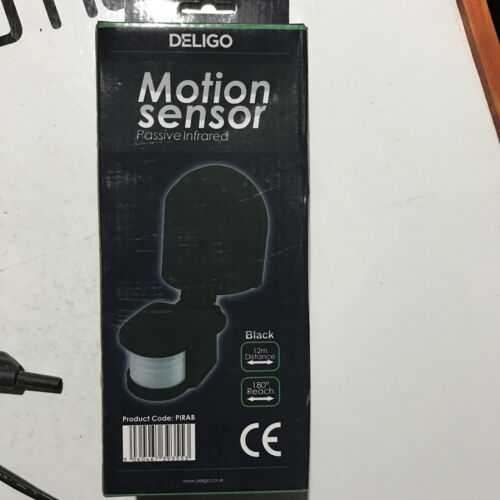 DELIGO
Motion
sensor
Passive Infrared
Black
12m
Distance
180°
Reach
Product Code: PIRAB
CE
www.deligo.co.uk